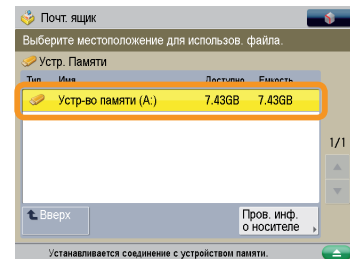 Почт. ящик
Выберите местоположение для использов. файла.
Устр. Памяти
Тип Имя Доступно Емкость
Устр-во памяти (A:) 7.43GB 7.43GB
1/1
Вверх
Пров. инф.
о носителе
Устанавливается соединение с устройством памяти.